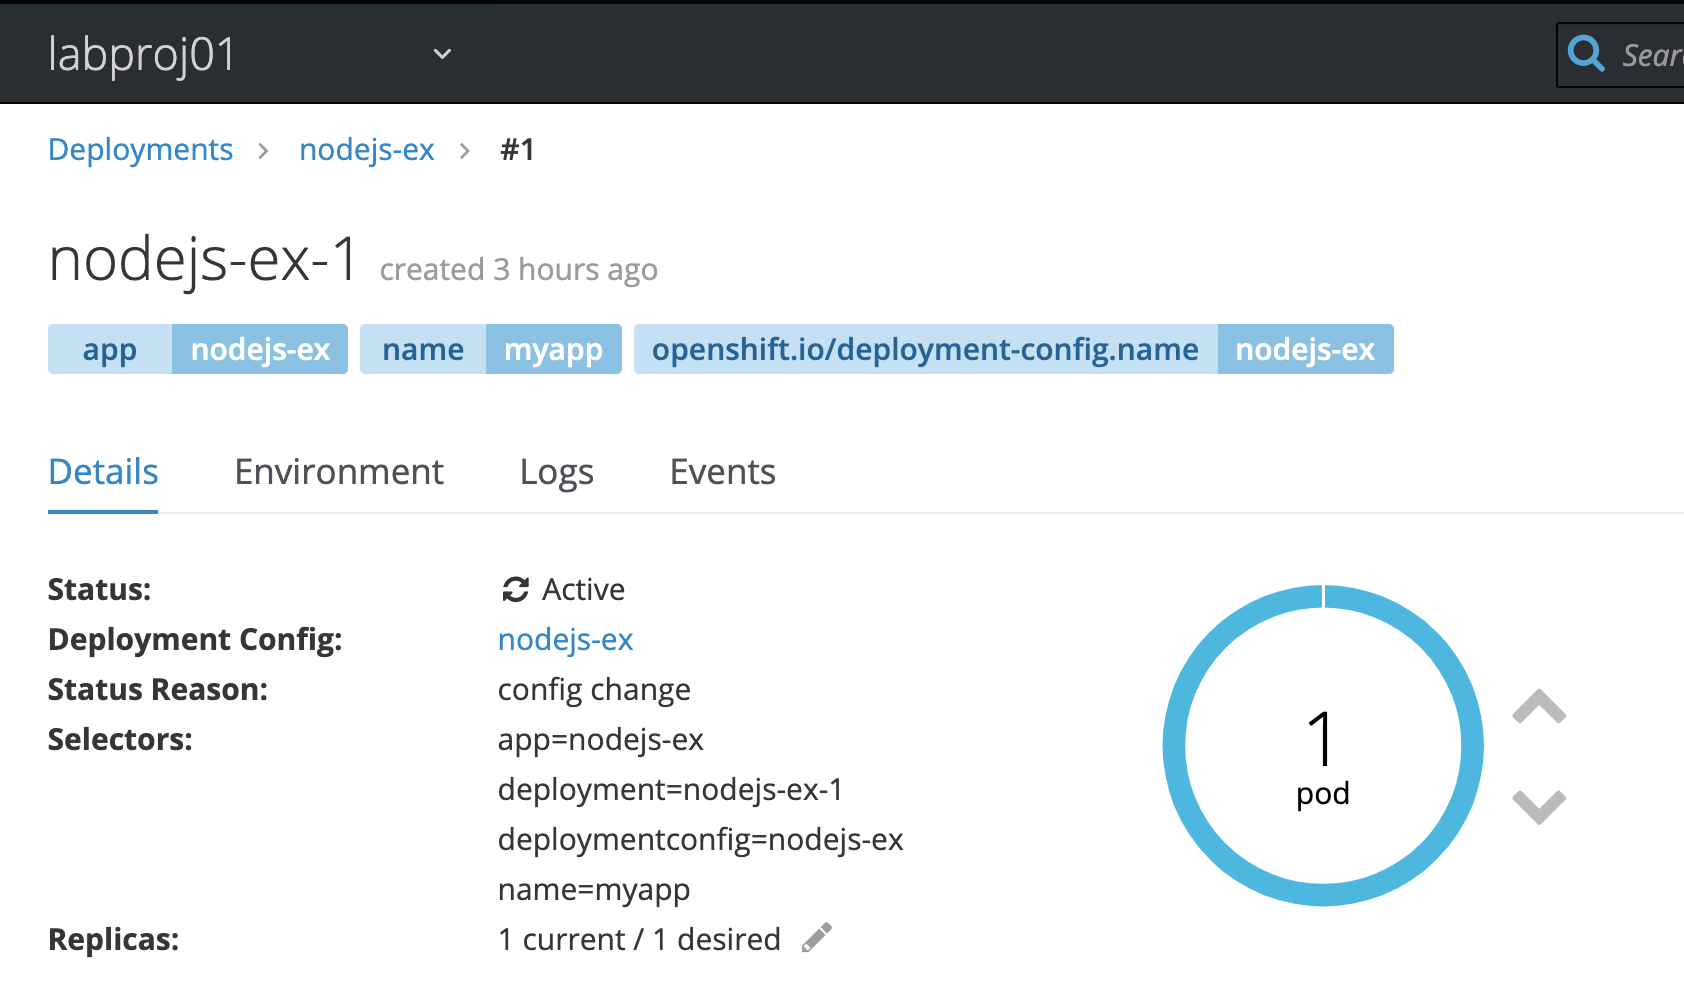 labproj01
Deployments > nodejs-ex > #1
nodejs-ex-1 created 3 hours ago
app nodejs-ex name myapp openshift.io/deployment-config.name nodejs-ex
Details Environment Logs Events
Status: Active
Deployment Config: nodejs-ex
Status Reason: config change
Selectors: app=nodejs-ex
deployment=nodejs-ex-1
deploymentconfig=nodejs-ex
name=myapp
Replicas: 1 current / 1 desired
1
pod